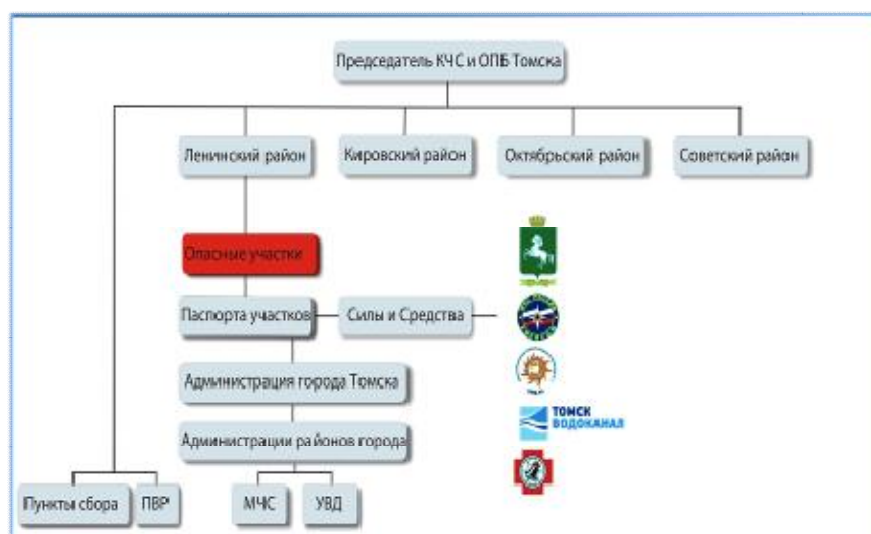 Председатель КЧС и ОПБ Томска
Ленинский район
Кировский район
Октябрьский район
Советский район
Опасные участки
Паспорта участков
Силы и Средства
Администрация города Томска
ТОМСК
ВОДОКАНАЛ
Администрации районов города
Пункты сбора
ПВР
МЧС
УВД